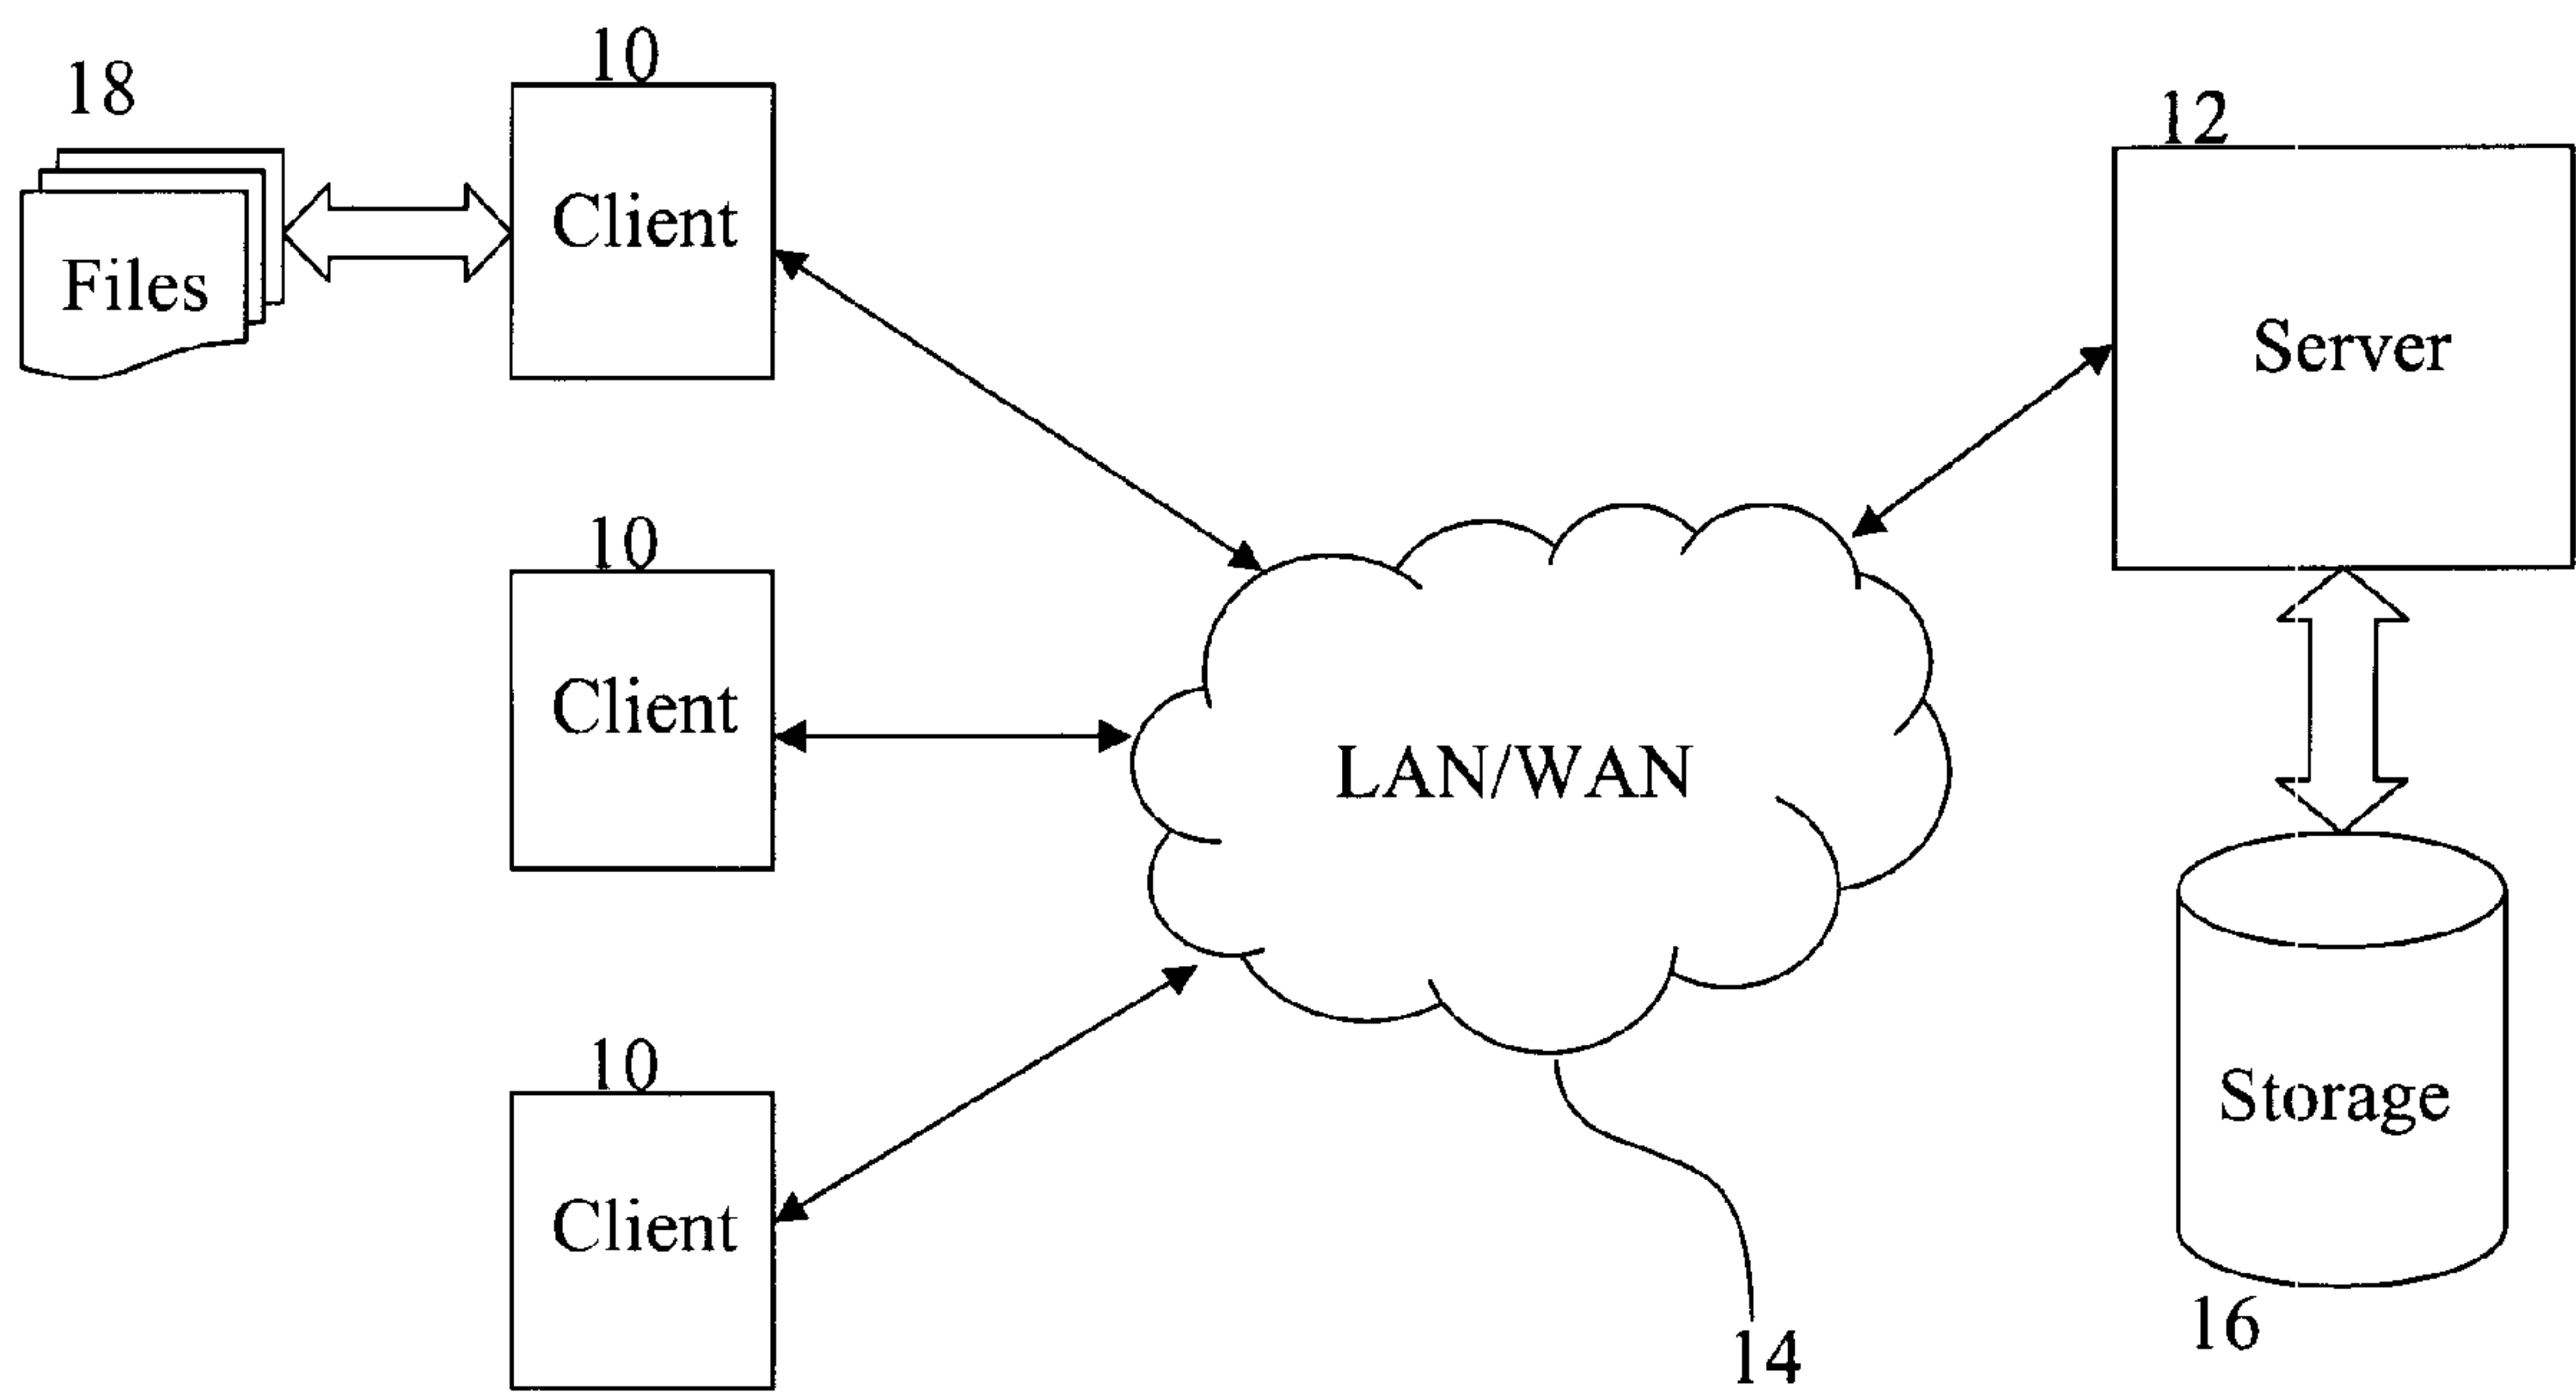 10
18
12
Client
Files
Server
10
Client
LAN/WAN
10
Storage
Client
16
14